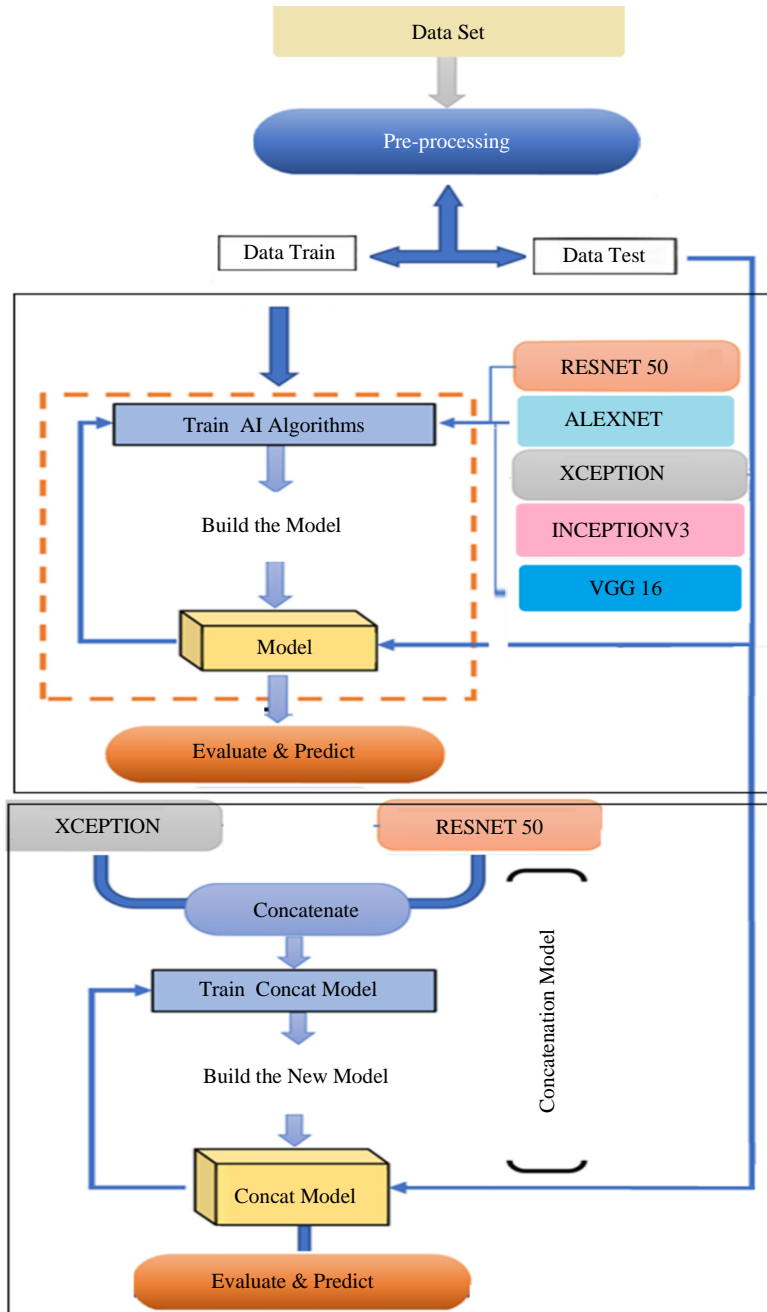 Data Set
Pre-processing
Data Train
Data Test
RESNET 50
Train AI Algorithms
ALEXNET
XCEPTION
Build the Model
INCEPTIONV3
VGG 16
Model
Evaluate & Predict
XCEPTION
RESNET 50
Concatenate
Concatenation Model
Train Concat Model
Build the New Model
Concat Model
Evaluate & Predict